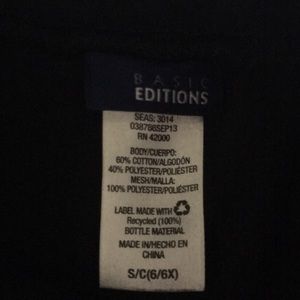 BASIC
EDITIONS
SEAS: 3014
038786SEP13
RN 42000
BODY/CUERPO:
60% COTTON/ALGODÓN
40% POLYESTER/POLIÉSTER
MESH/MALLA:
100% POLYESTER/POLIÉSTER
LABEL MADE WITH
Recycled (100%)
BOTTLE MATERIAL
MADE IN/HECHO EN
CHINA
S/C(6/6X)